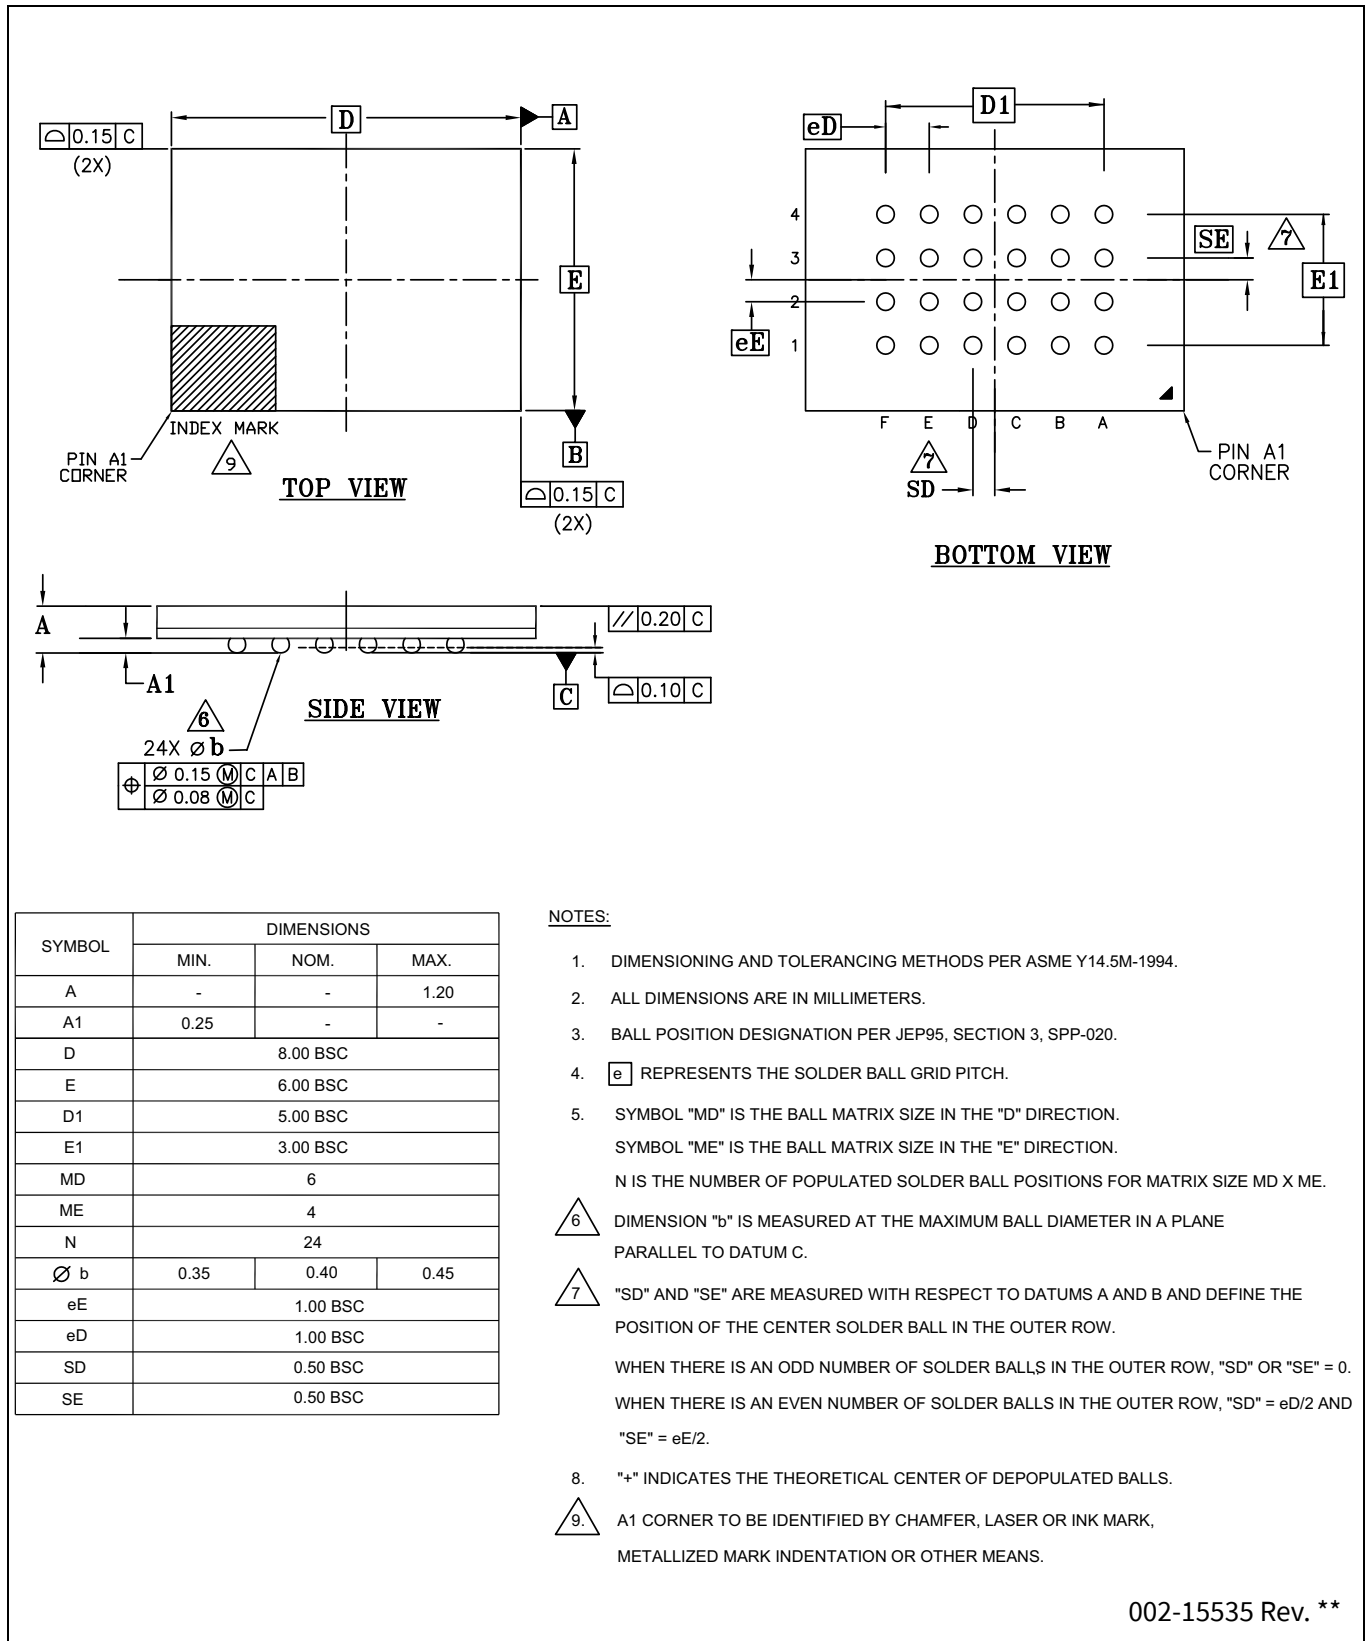 D
A
⌓ 0.15 C
(2X)
E
INDEX MARK
9
PIN A1
CORNER
TOP VIEW
B
⌓ 0.15 C
(2X)
D1
eD
4
3
2
1
SE
7
E1
eE
F E D C B A
7
SD
PIN A1
CORNER
BOTTOM VIEW
A
A1
// 0.20 C
⌓ 0.10 C
C
SIDE VIEW
6
24X ⌀ b
⌖ ⌀ 0.15 Ⓜ C A B
⌀ 0.08 Ⓜ C
SYMBOL DIMENSIONS
MIN. NOM. MAX.
A - - 1.20
A1 0.25 - -
D 8.00 BSC
E 6.00 BSC
D1 5.00 BSC
E1 3.00 BSC
MD 6
ME 4
N 24
⌀ b 0.35 0.40 0.45
eE 1.00 BSC
eD 1.00 BSC
SD 0.50 BSC
SE 0.50 BSC
NOTES:
1. DIMENSIONING AND TOLERANCING METHODS PER ASME Y14.5M-1994.
2. ALL DIMENSIONS ARE IN MILLIMETERS.
3. BALL POSITION DESIGNATION PER JEP95, SECTION 3, SPP-020.
4. e REPRESENTS THE SOLDER BALL GRID PITCH.
5. SYMBOL "MD" IS THE BALL MATRIX SIZE IN THE "D" DIRECTION.
SYMBOL "ME" IS THE BALL MATRIX SIZE IN THE "E" DIRECTION.
N IS THE NUMBER OF POPULATED SOLDER BALL POSITIONS FOR MATRIX SIZE MD X ME.
6 DIMENSION "b" IS MEASURED AT THE MAXIMUM BALL DIAMETER IN A PLANE
PARALLEL TO DATUM C.
7 "SD" AND "SE" ARE MEASURED WITH RESPECT TO DATUMS A AND B AND DEFINE THE
POSITION OF THE CENTER SOLDER BALL IN THE OUTER ROW.
WHEN THERE IS AN ODD NUMBER OF SOLDER BALLS IN THE OUTER ROW, "SD" OR "SE" = 0.
WHEN THERE IS AN EVEN NUMBER OF SOLDER BALLS IN THE OUTER ROW, "SD" = eD/2 AND
"SE" = eE/2.
8. "+" INDICATES THE THEORETICAL CENTER OF DEPOPULATED BALLS.
9. A1 CORNER TO BE IDENTIFIED BY CHAMFER, LASER OR INK MARK,
METALLIZED MARK INDENTATION OR OTHER MEANS.
002-15535 Rev. **